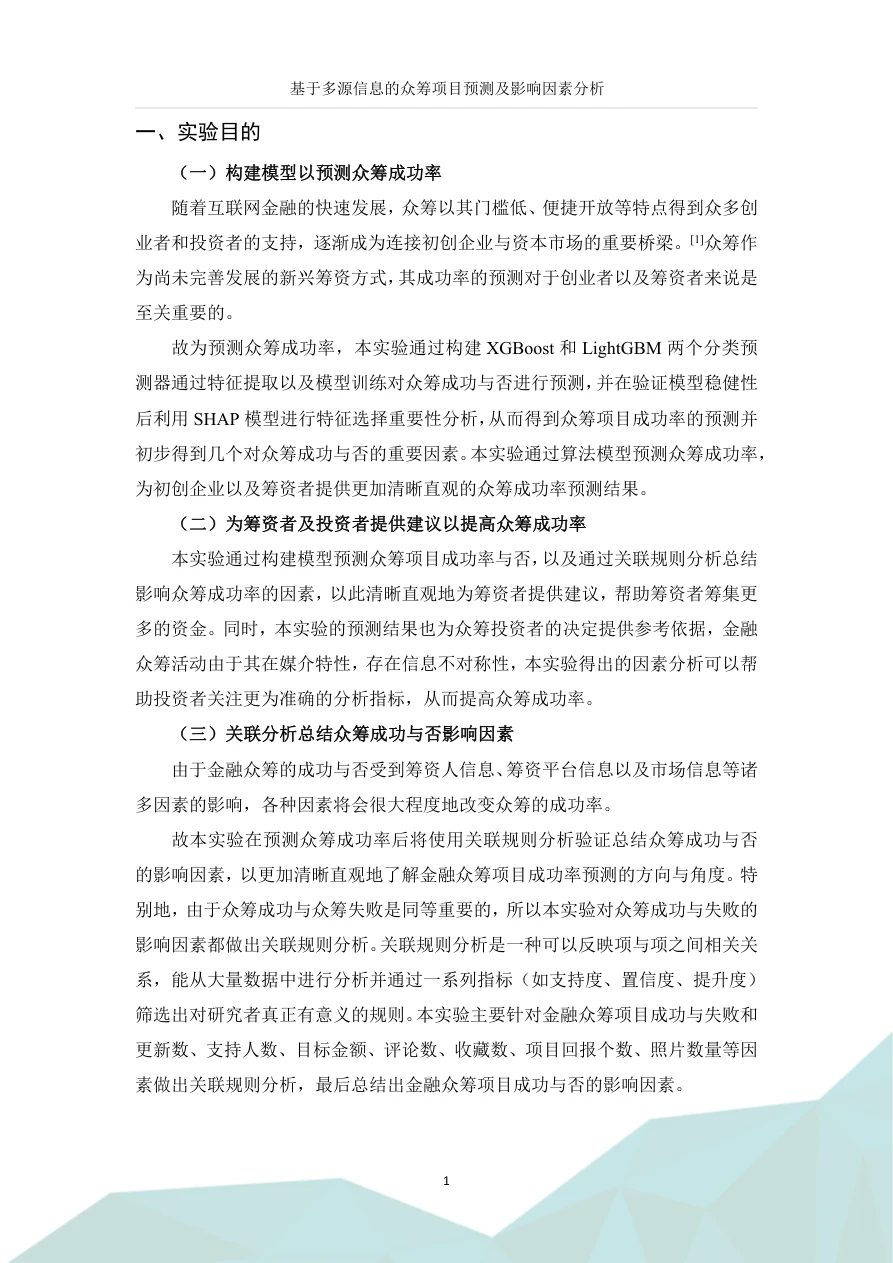 基于多源信息的众筹项目预测及影响因素分析
一、实验目的
（一）构建模型以预测众筹成功率
随着互联网金融的快速发展，众筹以其门槛低、便捷开放等特点得到众多创
业者和投资者的支持，逐渐成为连接初创企业与资本市场的重要桥梁。[1]众筹作
为尚未完善发展的新兴筹资方式，其成功率的预测对于创业者以及筹资者来说是
至关重要的。
故为预测众筹成功率，本实验通过构建 XGBoost 和 LightGBM 两个分类预
测器通过特征提取以及模型训练对众筹成功与否进行预测，并在验证模型稳健性
后利用 SHAP 模型进行特征选择重要性分析，从而得到众筹项目成功率的预测并
初步得到几个对众筹成功与否的重要因素。本实验通过算法模型预测众筹成功率，
为初创企业以及筹资者提供更加清晰直观的众筹成功率预测结果。
（二）为筹资者及投资者提供建议以提高众筹成功率
本实验通过构建模型预测众筹项目成功率与否，以及通过关联规则分析总结
影响众筹成功率的因素，以此清晰直观地为筹资者提供建议，帮助筹资者筹集更
多的资金。同时，本实验的预测结果也为众筹投资者的决定提供参考依据，金融
众筹活动由于其在媒介特性，存在信息不对称性，本实验得出的因素分析可以帮
助投资者关注更为准确的分析指标，从而提高众筹成功率。
（三）关联分析总结众筹成功与否影响因素
由于金融众筹的成功与否受到筹资人信息、筹资平台信息以及市场信息等诸
多因素的影响，各种因素将会很大程度地改变众筹的成功率。
故本实验在预测众筹成功率后将使用关联规则分析验证总结众筹成功与否
的影响因素，以更加清晰直观地了解金融众筹项目成功率预测的方向与角度。特
别地，由于众筹成功与众筹失败是同等重要的，所以本实验对众筹成功与失败的
影响因素都做出关联规则分析。关联规则分析是一种可以反映项与项之间相关关
系，能从大量数据中进行分析并通过一系列指标（如支持度、置信度、提升度）
筛选出对研究者真正有意义的规则。本实验主要针对金融众筹项目成功与失败和
更新数、支持人数、目标金额、评论数、收藏数、项目回报个数、照片数量等因
素做出关联规则分析，最后总结出金融众筹项目成功与否的影响因素。
1